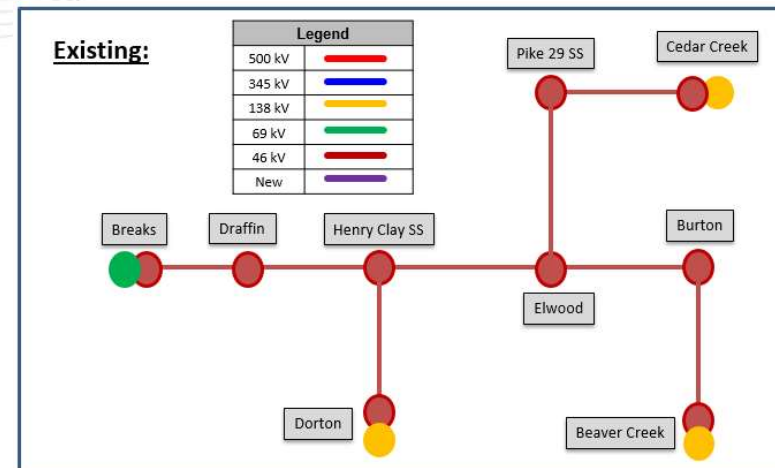 Existing:
Legend
500 kV
345 kV
138 kV
69 kV
46 kV
New
Pike 29 SS
Cedar Creek
Breaks
Draffin
Henry Clay SS
Burton
Elwood
Dorton
Beaver Creek